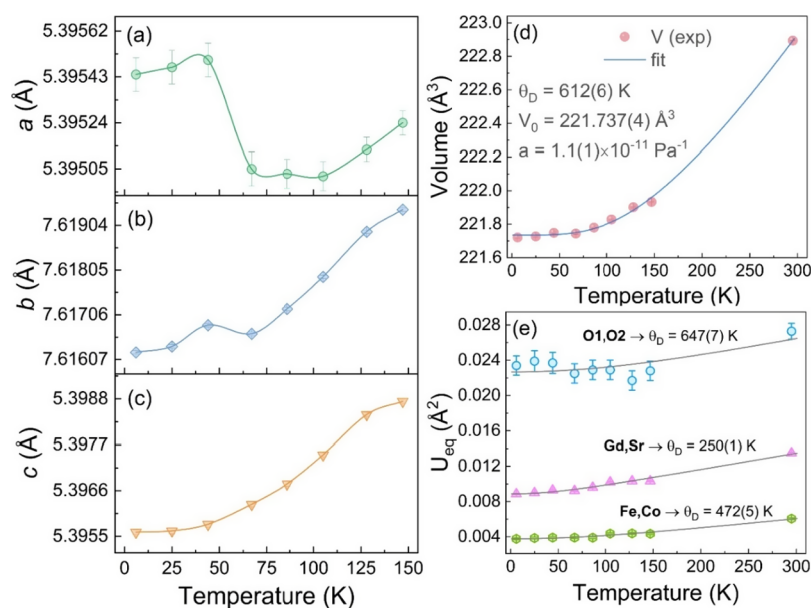 (a)
5.39562
5.39543
5.39524
5.39505
a (Å)
(b)
7.61904
7.61805
7.61706
7.61607
b (Å)
(c)
5.3988
5.3977
5.3966
5.3955
c (Å)
0 25 50 75 100 125 150
Temperature (K)
(d)
V (exp)
fit
θD = 612(6) K
V0 = 221.737(4) Å3
a = 1.1(1)×10-11 Pa-1
223.0
222.8
222.6
222.4
222.2
222.0
221.8
221.6
Volume (Å3)
0 50 100 150 200 250 300
Temperature (K)
(e)
O1,O2 → θD = 647(7) K
Gd,Sr → θD = 250(1) K
Fe,Co → θD = 472(5) K
0.028
0.024
0.020
0.016
0.012
0.008
0.004
Ueq (Å2)
0 50 100 150 200 250 300
Temperature (K)